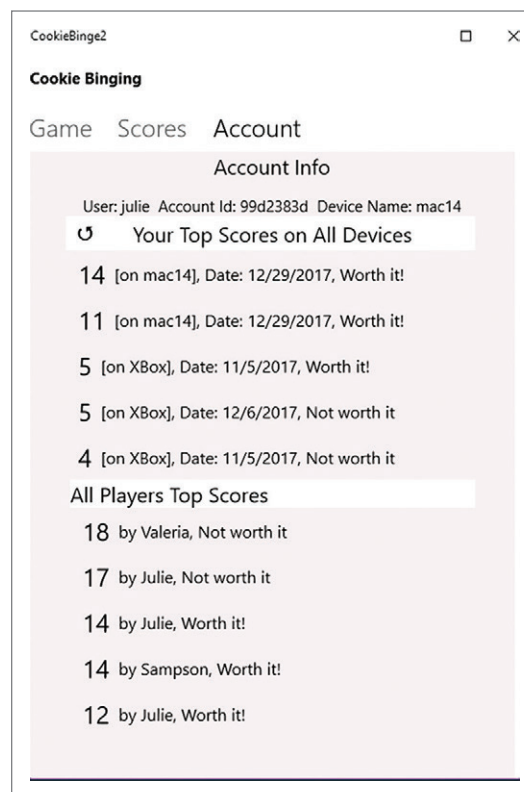 CookieBinge2
Cookie Binging
Game Scores Account
Account Info
User: julie Account Id: 99d2383d Device Name: mac14
↺ Your Top Scores on All Devices
14 [on mac14], Date: 12/29/2017, Worth it!
11 [on mac14], Date: 12/29/2017, Worth it!
5 [on XBox], Date: 11/5/2017, Worth it!
5 [on XBox], Date: 12/6/2017, Not worth it
4 [on XBox], Date: 11/5/2017, Not worth it
All Players Top Scores
18 by Valeria, Not worth it
17 by Julie, Not worth it
14 by Julie, Worth it!
14 by Sampson, Worth it!
12 by Julie, Worth it!